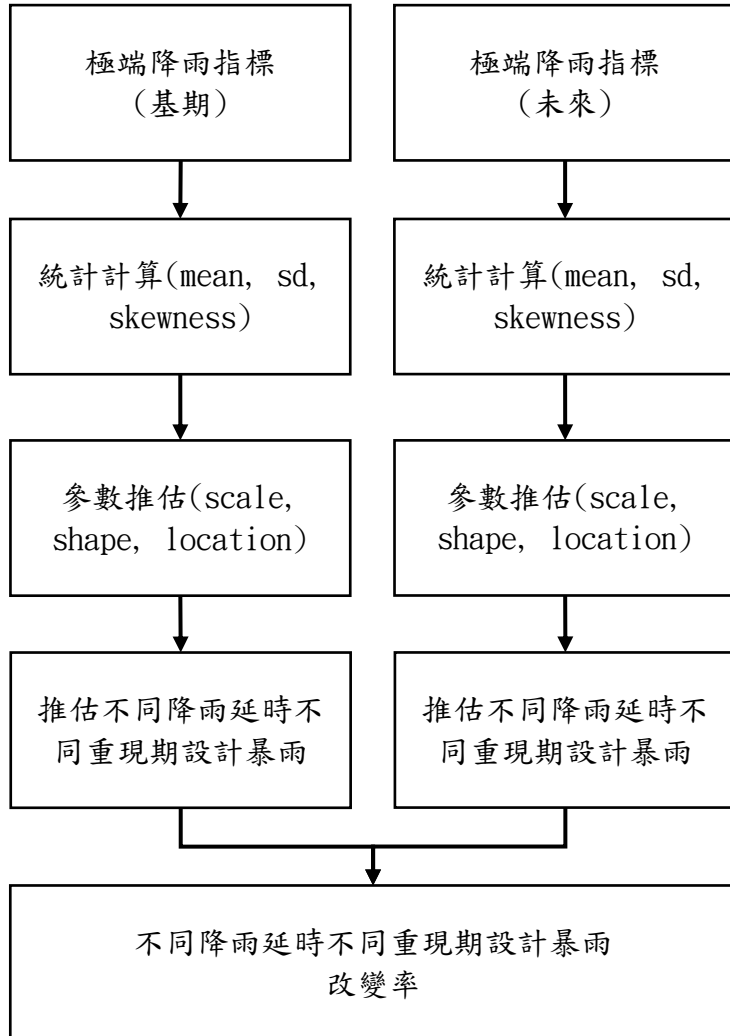 極端降雨指標
(基期)
極端降雨指標
(未來)
統計計算(mean, sd,
skewness)
統計計算(mean, sd,
skewness)
參數推估(scale,
shape, location)
參數推估(scale,
shape, location)
推估不同降雨延時不
同重現期設計暴雨
推估不同降雨延時不
同重現期設計暴雨
不同降雨延時不同重現期設計暴雨
改變率